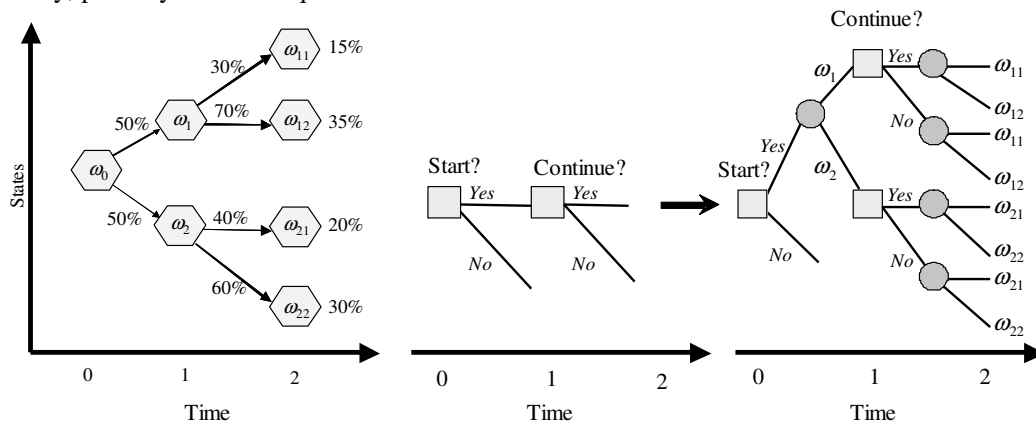 Continue?
ω11 15%
30%
Yes
ω11
ω1
ω1 70% ω12 35%
50%
ω12
No
ω11
ω0
Start? Continue?
Yes
Start?
ω2
ω12
States
Yes Yes
Yes
ω21
50%
ω2 40% ω21 20%
No No
No
ω22
ω21
60%
ω22 30%
ω22
0 1 2
0 1 2
0 1 2
Time Time Time